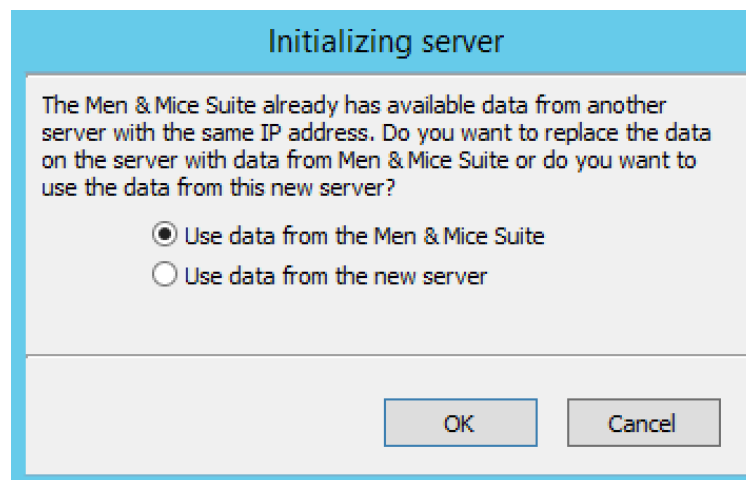 Initializing server
The Men & Mice Suite already has available data from another
server with the same IP address. Do you want to replace the data
on the server with data from Men & Mice Suite or do you want to
use the data from this new server?
Use data from the Men & Mice Suite
Use data from the new server
OK
Cancel